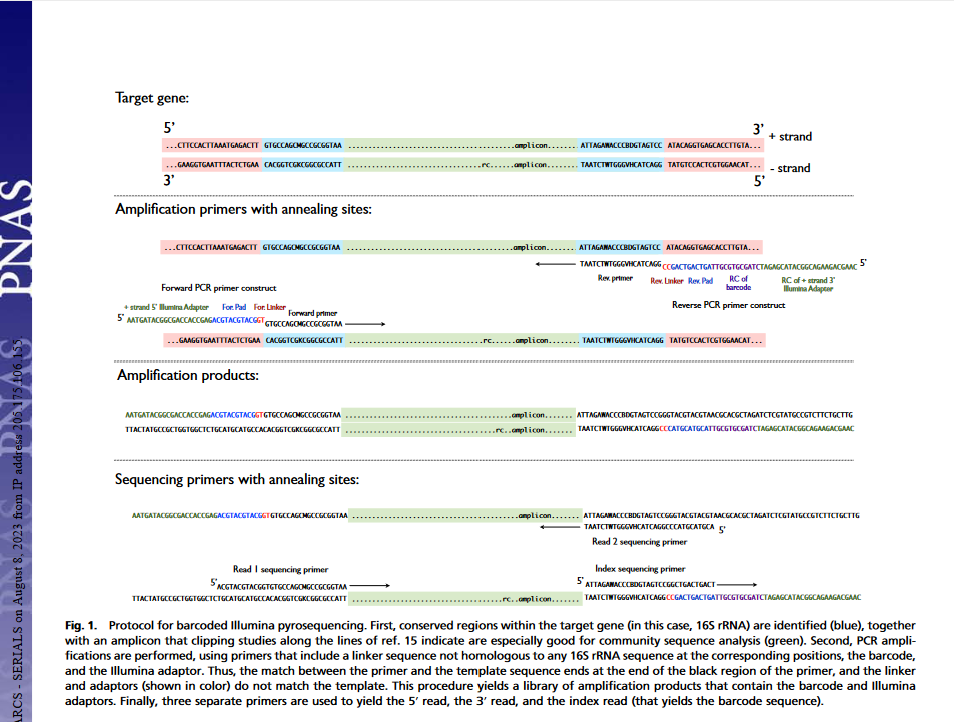 PNAS
ARCS - SERIALS on August 8, 2023 from IP address 206.175.106.155
Target gene:
5' 3'
...CTTCCACTTAAATGAGACTT GTGCCAGCMGCCGCGGTAA ...amplicon....... ATTAGAWACCCBDGTAGTCC ATACAGGTGAGCACCTTGTA... + strand
...GAAGGTGAATTTACTCTGAA CACGGTCGKCGGCGCCATT ...rc......amplicon....... TAATCTWTGGGVHCATCAGG TATGTCCACTCGTGGAACAT... - strand
3' 5'
Amplification primers with annealing sites:
...CTTCCACTTAAATGAGACTT GTGCCAGCMGCCGCGGTAA ...amplicon....... ATTAGAWACCCBDGTAGTCC ATACAGGTGAGCACCTTGTA...
TAATCTWTGGGVHCATCAGG CCGACTGACTGATTGCGTGCGATCTAGAGCATACGGCAGAAGACGAAC 5'
Rev. primer Rev. Linker Rev. Pad RC of barcode RC of + strand 3' Illumina Adapter
Forward PCR primer construct
Reverse PCR primer construct
+ strand 5' Illumina Adapter For. Pad For. Linker Forward primer
5' AATGATACGGCGACCACCGAGACGTACGTACGGT GTGCCAGCMGCCGCGGTAA
...GAAGGTGAATTTACTCTGAA CACGGTCGKCGGCGCCATT ...rc......amplicon....... TAATCTWTGGGVHCATCAGG TATGTCCACTCGTGGAACAT...
Amplification products:
AATGATACGGCGACCACCGAGACGTACGTACGGTGTGCCAGCMGCCGCGGTAA ...amplicon....... ATTAGAWACCCBDGTAGTCCGGGTACGTACGTAACGCACGCTAGATCTCGTATGCCGTCTTCTGCTTG
TTACTATGCCGCTGGTGGCTCTGCATGCATGCCACACGGTCGKCGGCGCCATT ...rc..amplicon....... TAATCTWTGGGVHCATCAGGCCCATGCATGCATTGCGTGCGATCTAGAGCATACGGCAGAAGACGAAC
Sequencing primers with annealing sites:
AATGATACGGCGACCACCGAGACGTACGTACGGTGTGCCAGCMGCCGCGGTAA ...amplicon....... ATTAGAWACCCBDGTAGTCCGGGTACGTACGTAACGCACGCTAGATCTCGTATGCCGTCTTCTGCTTG
TAATCTWTGGGVHCATCAGGCCCATGCATGCA 5'
Read 2 sequencing primer
Read 1 sequencing primer Index sequencing primer
5' ACGTACGTACGGTGTGCCAGCMGCCGCGGTAA 5' ATTAGAWACCCBDGTAGTCCGGCTGACTGACT
TTACTATGCCGCTGGTGGCTCTGCATGCATGCCACACGGTCGKCGGCGCCATT ...rc..amplicon....... TAATCTWTGGGVHCATCAGGCCGACTGACTGATTGCGTGCGATCTAGAGCATACGGCAGAAGACGAAC
Fig. 1. Protocol for barcoded Illumina pyrosequencing. First, conserved regions within the target gene (in this case, 16S rRNA) are identified (blue), together
with an amplicon that clipping studies along the lines of ref. 15 indicate are especially good for community sequence analysis (green). Second, PCR ampli-
fications are performed, using primers that include a linker sequence not homologous to any 16S rRNA sequence at the corresponding positions, the barcode,
and the Illumina adaptor. Thus, the match between the primer and the template sequence ends at the end of the black region of the primer, and the linker
and adaptors (shown in color) do not match the template. This procedure yields a library of amplification products that contain the barcode and Illumina
adaptors. Finally, three separate primers are used to yield the 5′ read, the 3′ read, and the index read (that yields the barcode sequence).